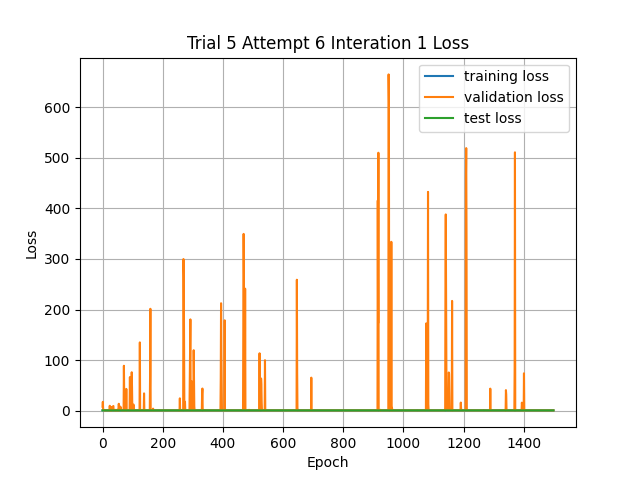 Trial 5 Attempt 6 Interation 1 Loss
training loss
validation loss
test loss
Loss
600
500
400
300
200
100
0
0 200 400 600 800 1000 1200 1400
Epoch